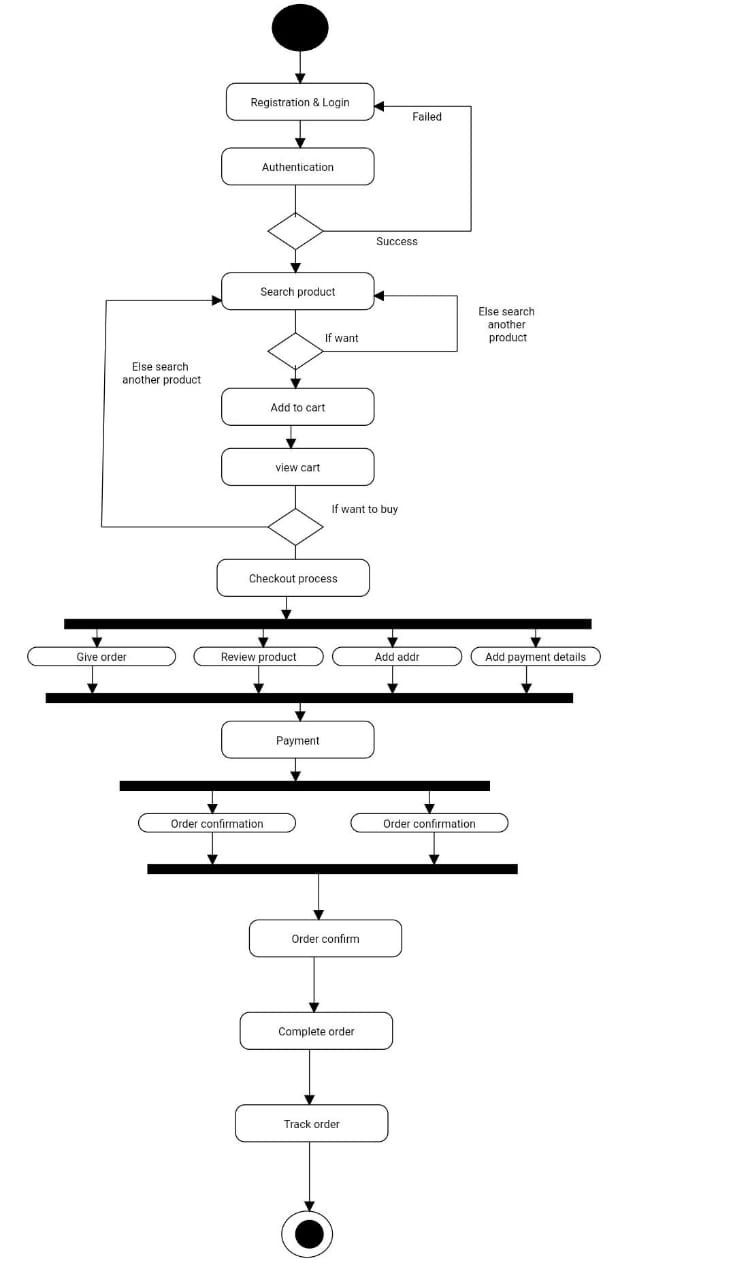 Registration & Login
Failed
Authentication
Success
Search product
Else search
another
product
If want
Else search
another product
Add to cart
view cart
If want to buy
Checkout process
Give order
Review product
Add addr
Add payment details
Payment
Order confirmation
Order confirmation
Order confirm
Complete order
Track order